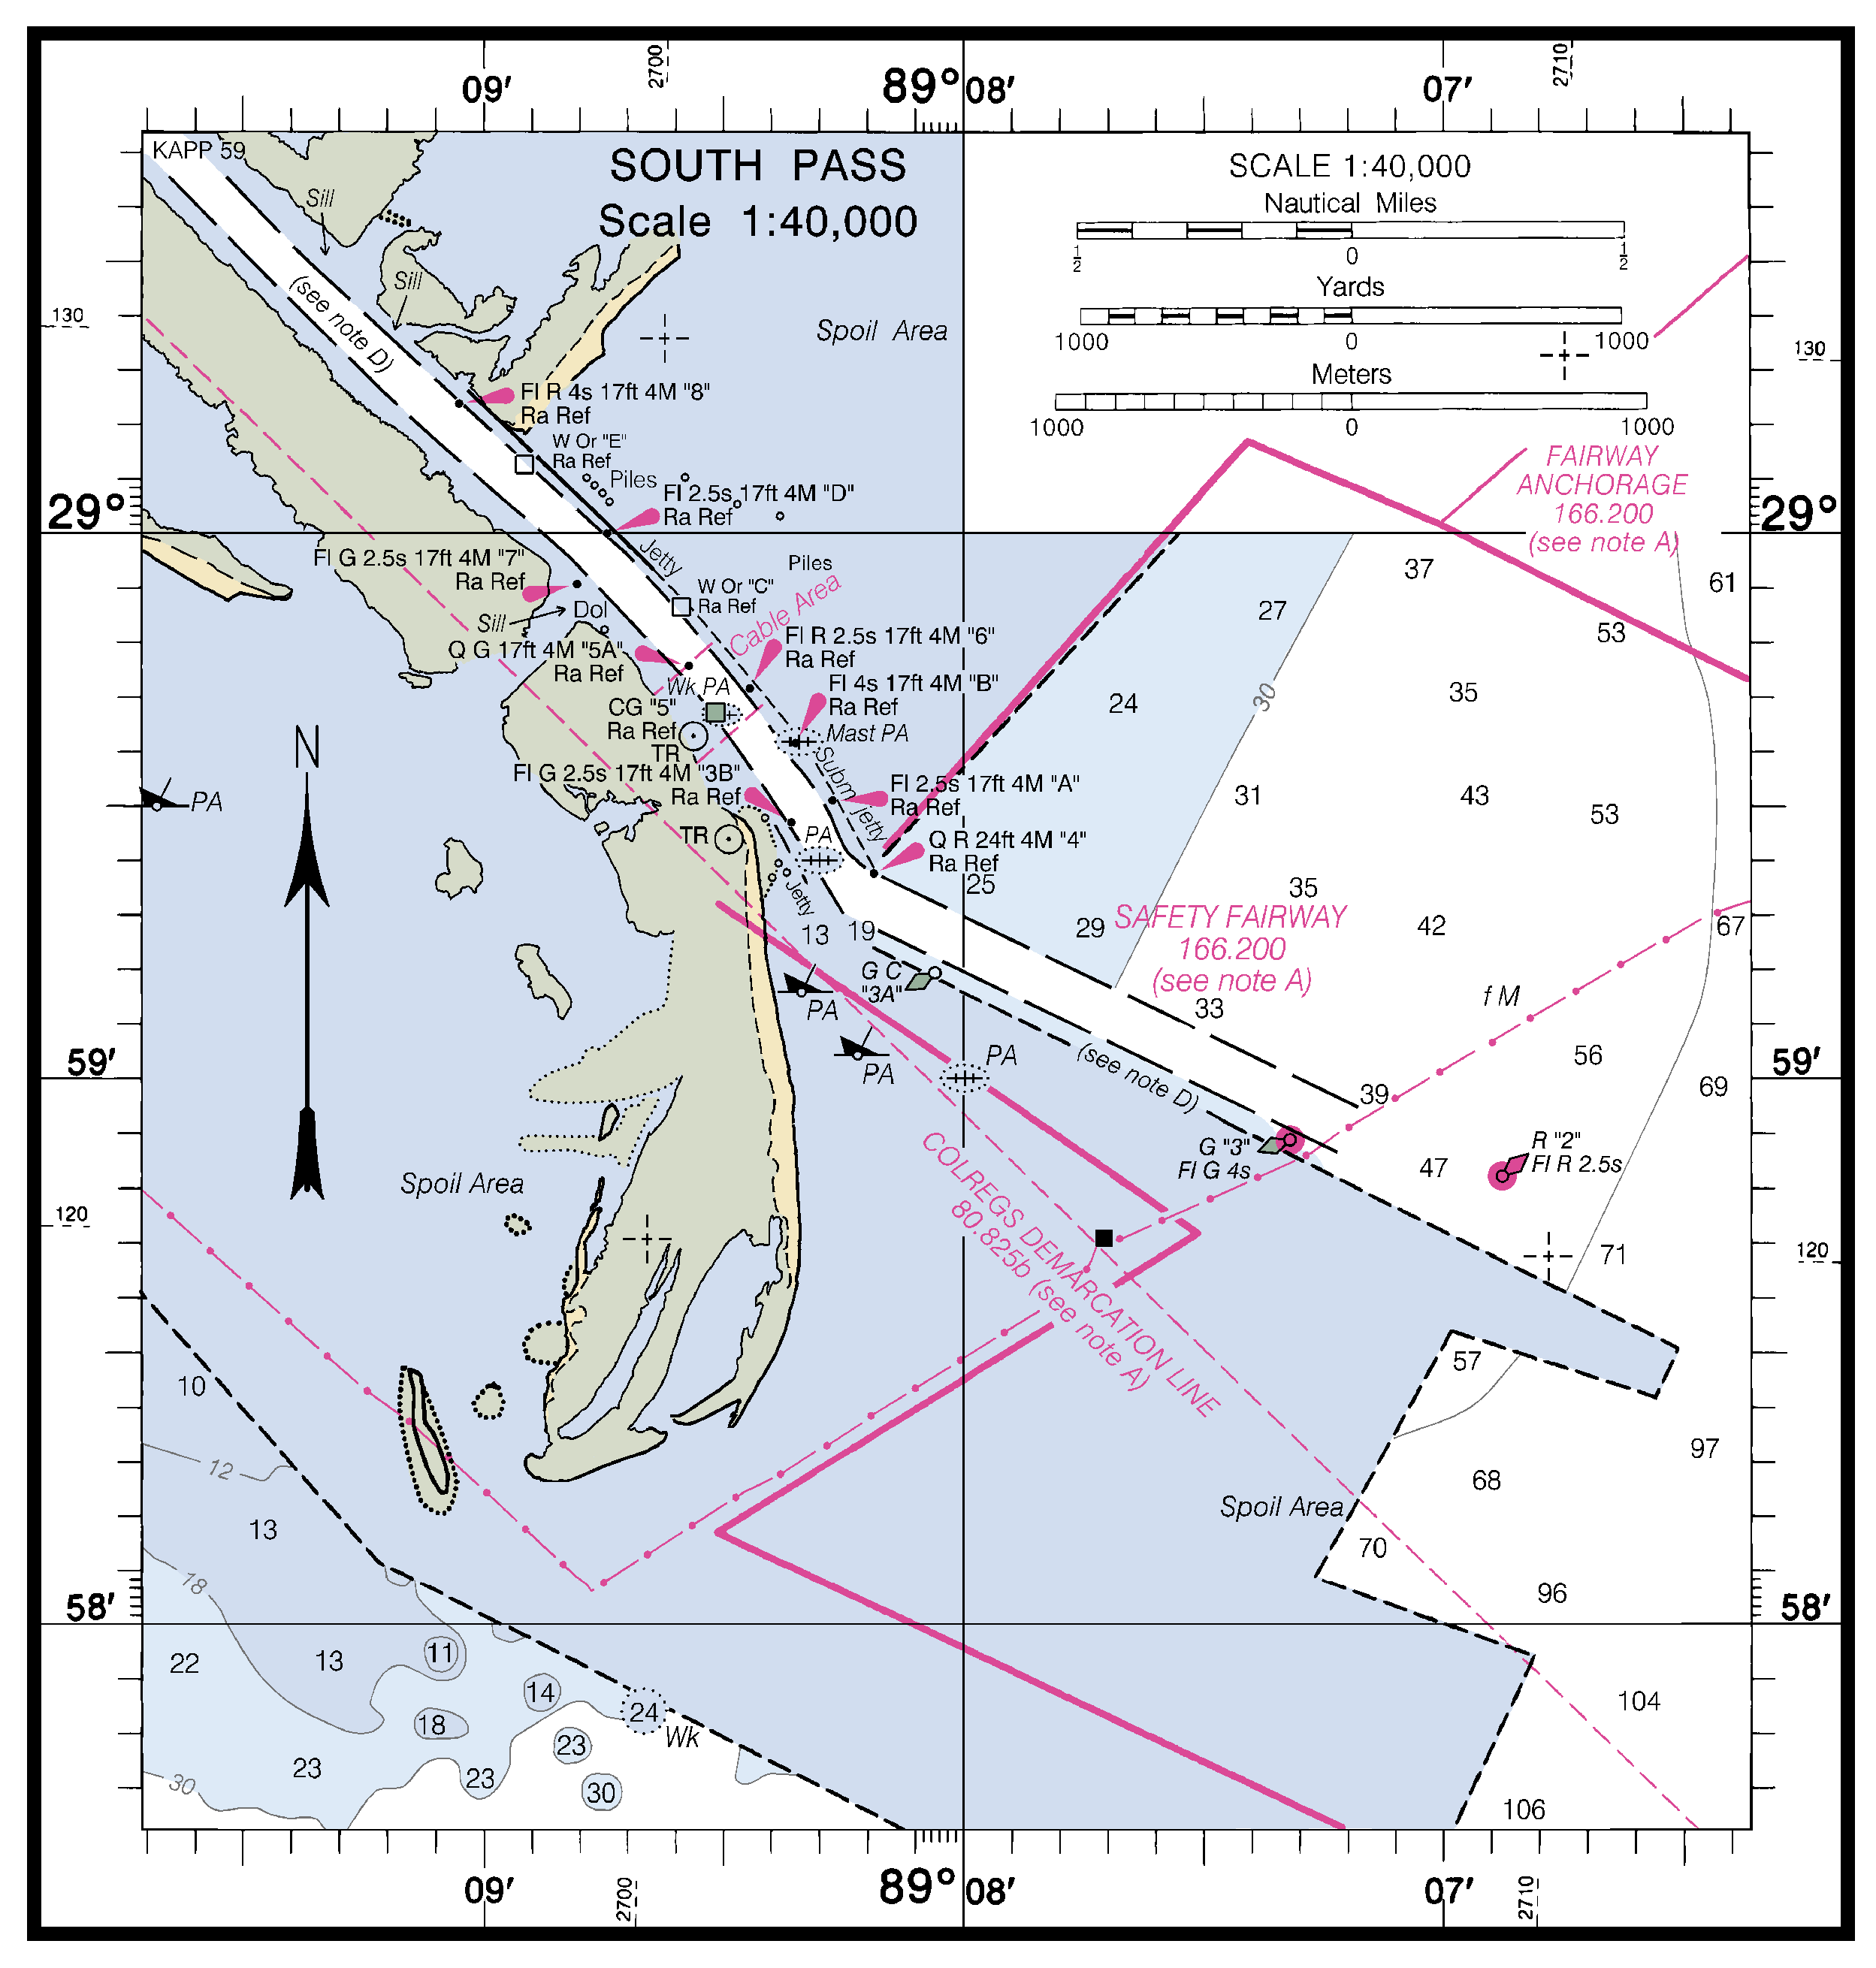 09′
2700
89° 08′
07′
2710
KAPP 59
SOUTH PASS
Scale 1:40,000
SCALE 1:40,000
Nautical Miles
1/2
0
1/2
Yards
1000
0
1000
Meters
1000
0
1000
Sill
Sill
(see note D)
130
130
Spoil Area
Fl R 4s 17ft 4M "8"
Ra Ref
W Or "E"
Ra Ref
Piles
Fl 2.5s 17ft 4M "D"
Ra Ref
FAIRWAY
ANCHORAGE
166.200
(see note A)
29°
29°
Jetty
Fl G 2.5s 17ft 4M "7"
Ra Ref
Piles
W Or "C"
Ra Ref
Cable Area
Dol
Sill
37
61
27
53
Fl R 2.5s 17ft 4M "6"
Ra Ref
Q G 17ft 4M "5A"
Ra Ref
Wk PA
Fl 4s 17ft 4M "B"
Ra Ref
CG "5"
Ra Ref
TR
Mast PA
24
30
35
N
Fl G 2.5s 17ft 4M "3B"
Ra Ref
Subm jetty
Fl 2.5s 17ft 4M "A"
Ra Ref
31
43
53
PA
TR
PA
Q R 24ft 4M "4"
Ra Ref
25
35
Jetty
13
19
29
SAFETY FAIRWAY
166.200
(see note A)
42
67
G C
"3A"
PA
33
f M
PA
PA
56
59′
59′
(see note D)
39
69
G "3"
Fl G 4s
47
R "2"
Fl R 2.5s
Spoil Area
COLREGS DEMARCATION LINE
80.825b (see note A)
120
120
71
57
10
97
12
68
13
Spoil Area
70
18
96
58′
58′
22
13
11
14
24
Wk
104
18
23
23
23
30
30
106
09′
2700
89° 08′
07′
2710